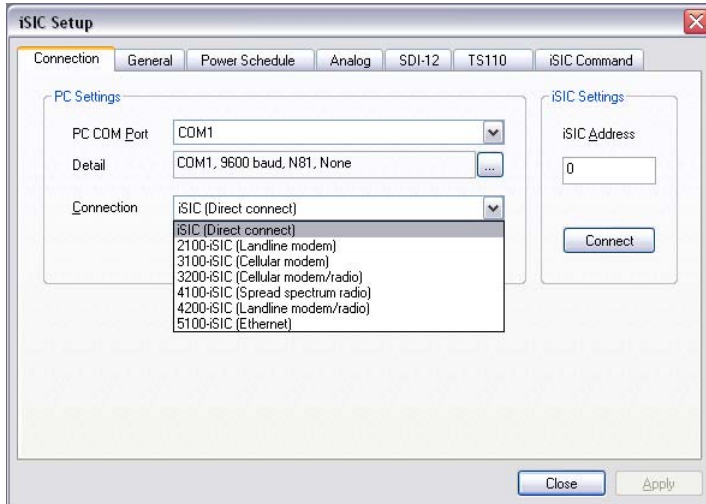 iSIC Setup
Connection General Power Schedule Analog SDI-12 TS110 iSIC Command
PC Settings
PC COM Port COM1
Detail COM1, 9600 baud, N81, None ...
Connection iSIC (Direct connect)
iSIC (Direct connect)
2100-iSIC (Landline modem)
3100-iSIC (Cellular modem)
3200-iSIC (Cellular modem/radio)
4100-iSIC (Spread spectrum radio)
4200-iSIC (Landline modem/radio)
5100-iSIC (Ethernet)
iSIC Settings
iSIC Address
0
Connect
Close Apply